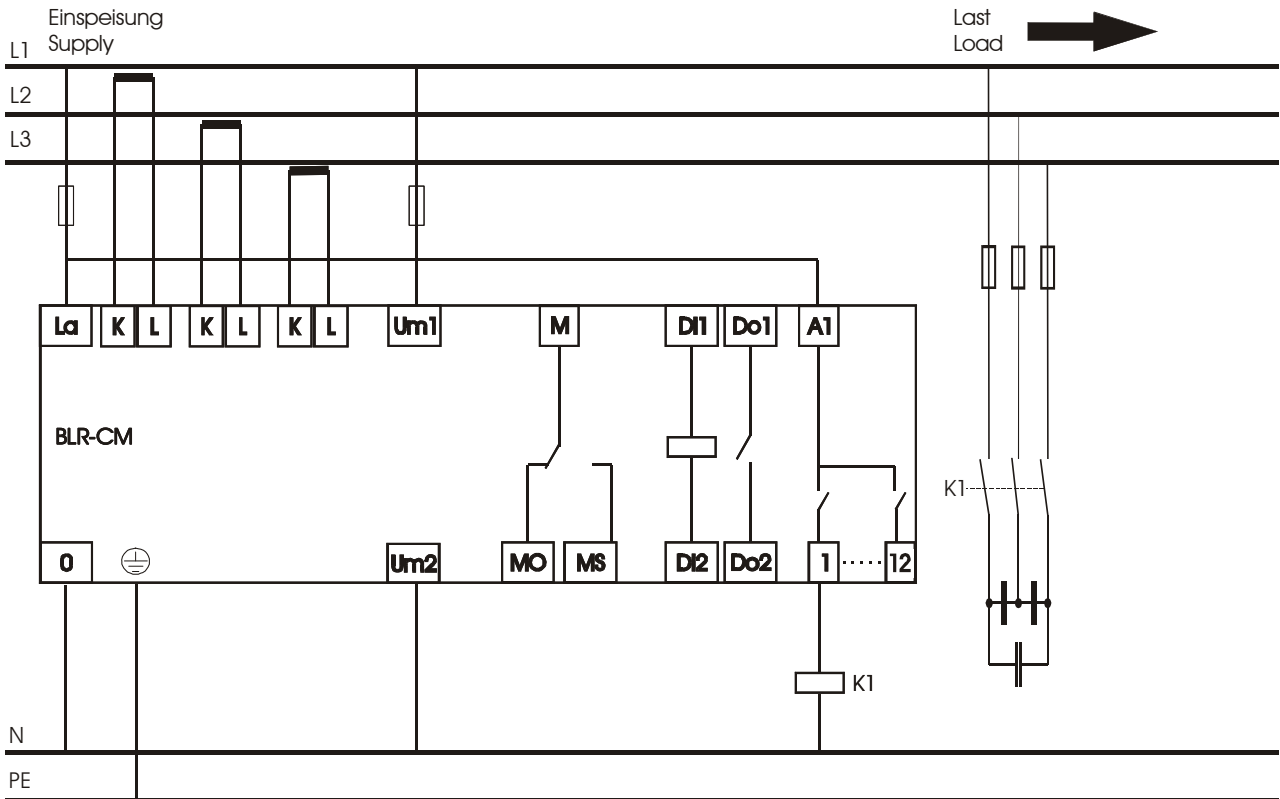 Einspeisung
Supply
Last
Load
L1
L2
L3
La K L K L K L Um1 M DI1 Do1 A1
BLR-CM
K1
0 Um2 MO MS DI2 Do2 1 ..... 12
K1
N
PE